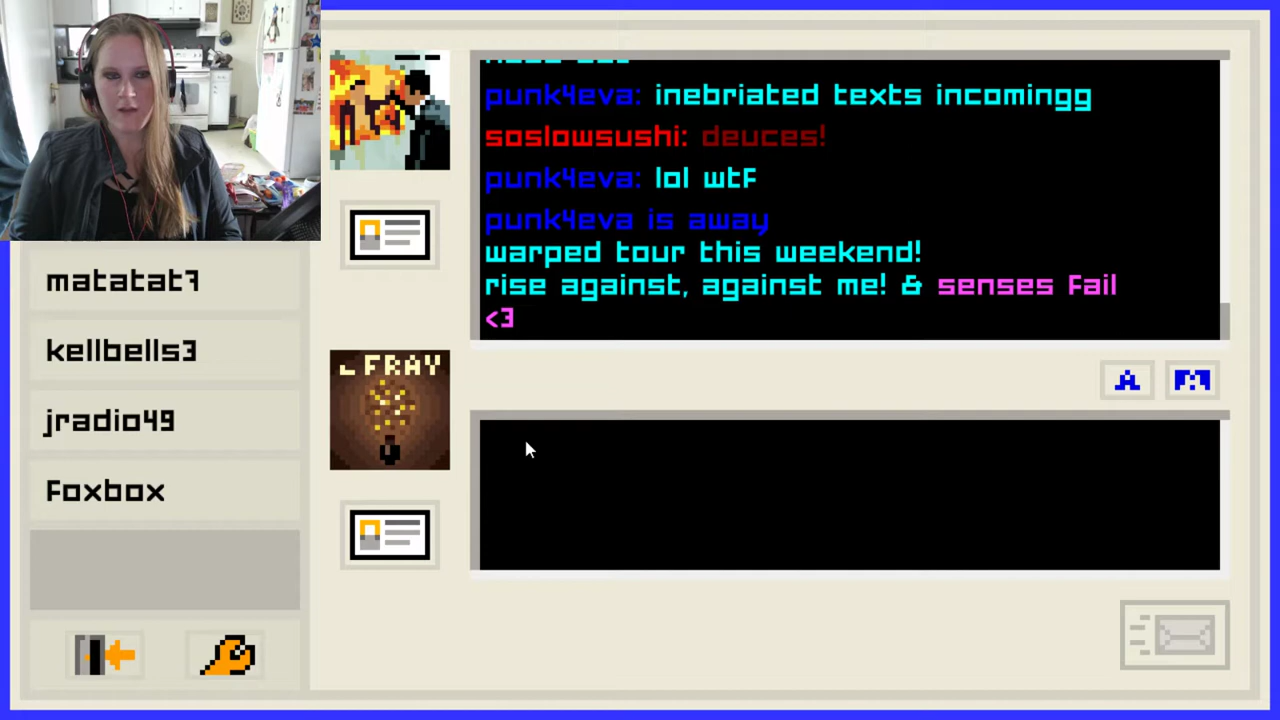 punk4eva: inebriated texts incomingg
soslowsushi: deuces!
punk4eva: lol wtf
punk4eva is away
warped tour this weekend!
rise against, against me! & senses fail
<3
matatat7
kellbells3
jradio49
foxbox
FRAY
A